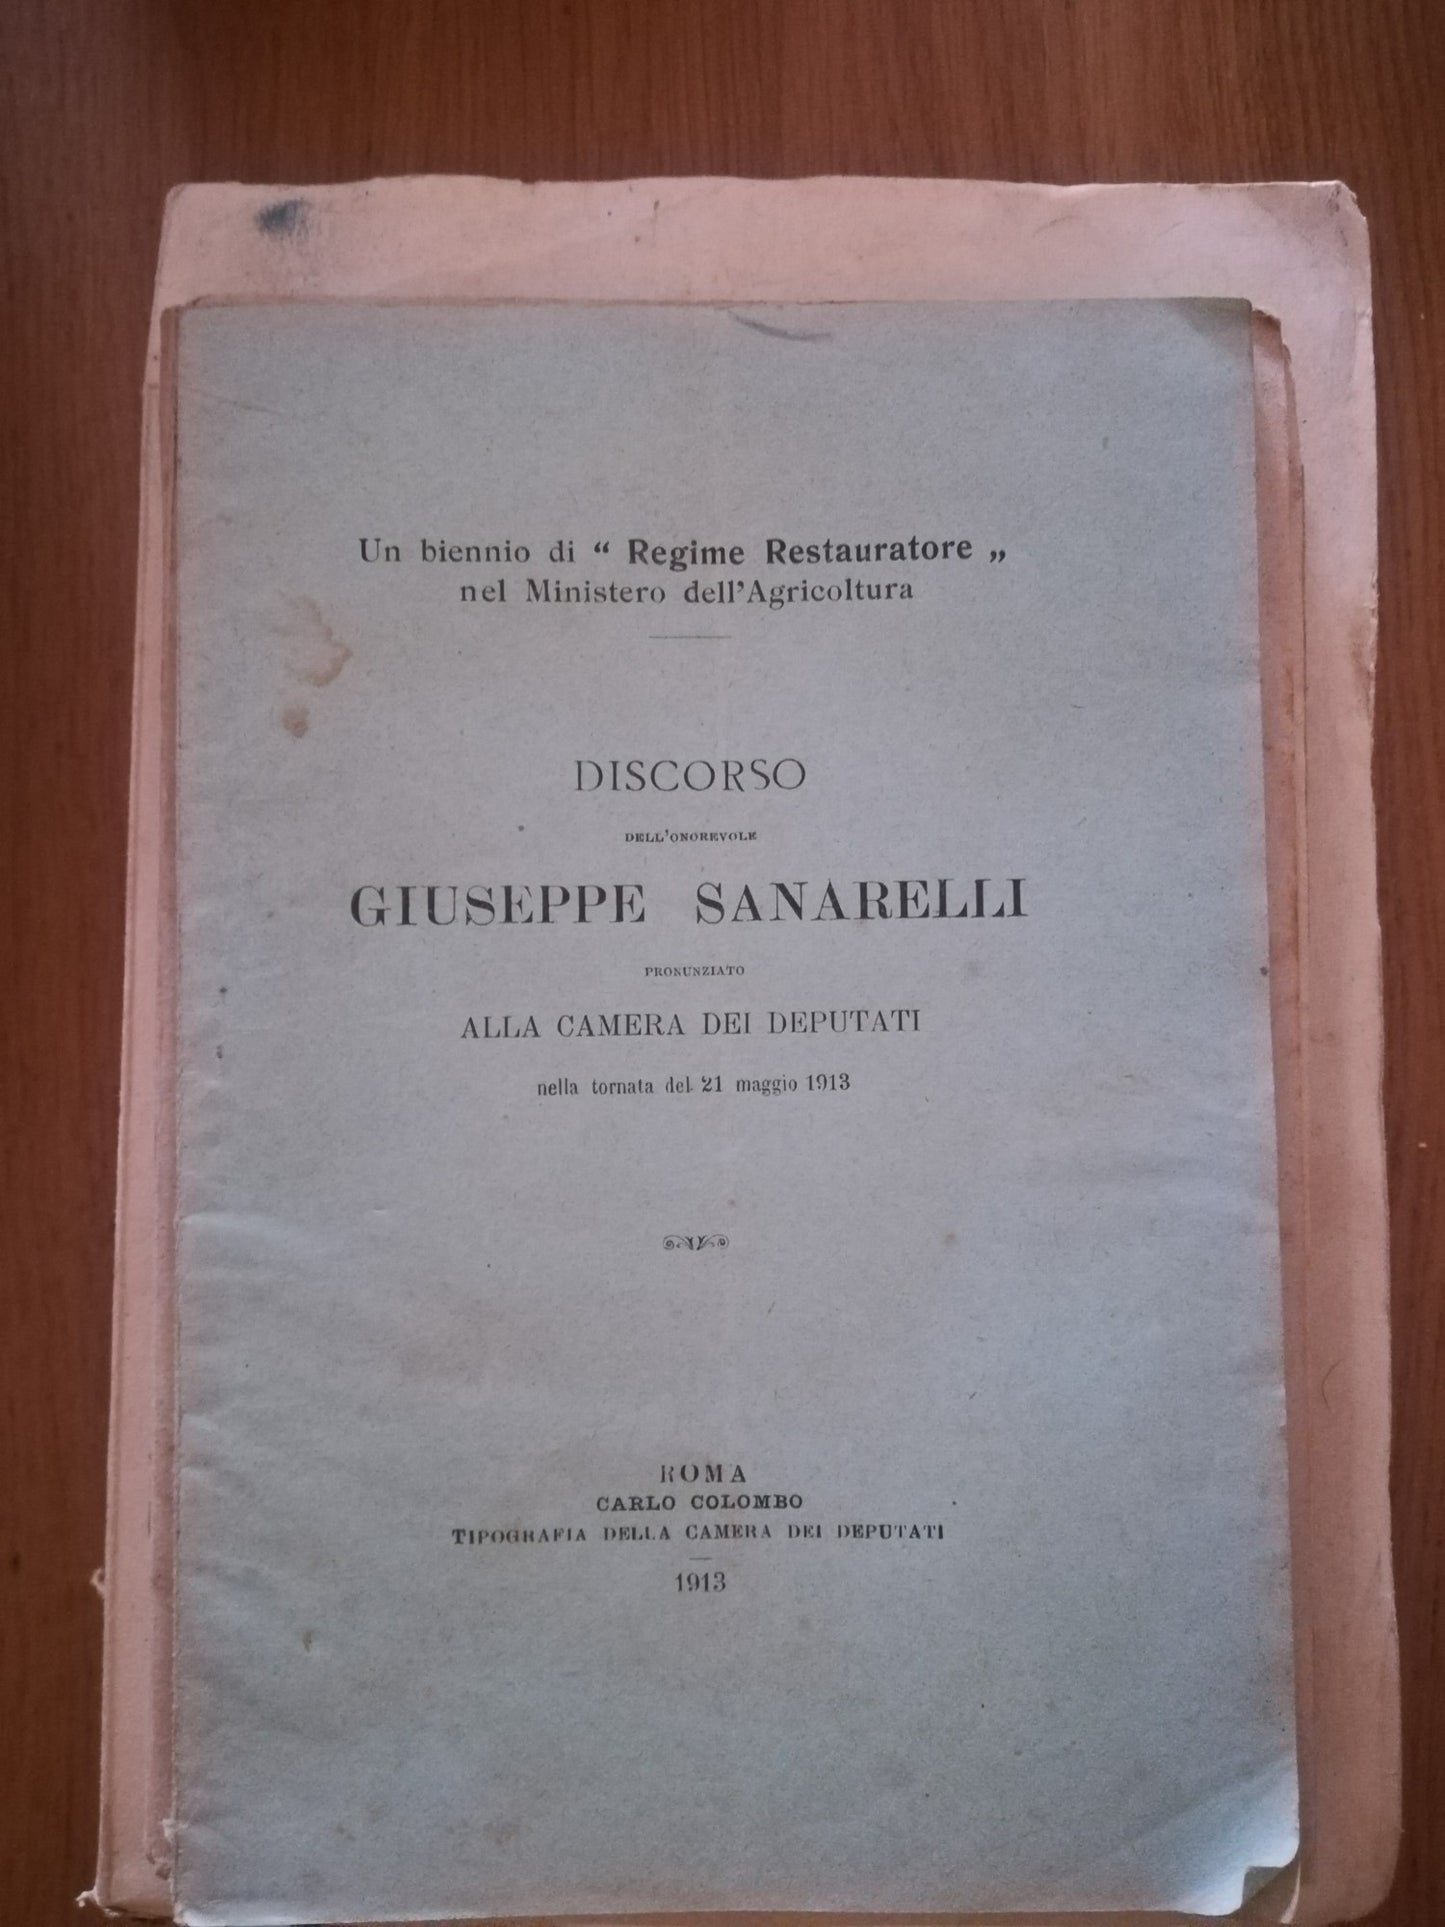 Un biennio di “ Regime Restauratore „
nel Ministero dell’Agricoltura
DISCORSO
DELL’ONOREVOLE
GIUSEPPE SANARELLI
PRONUNZIATO
ALLA CAMERA DEI DEPUTATI
nella tornata del 21 maggio 1913
ROMA
CARLO COLOMBO
TIPOGRAFIA DELLA CAMERA DEI DEPUTATI
1913